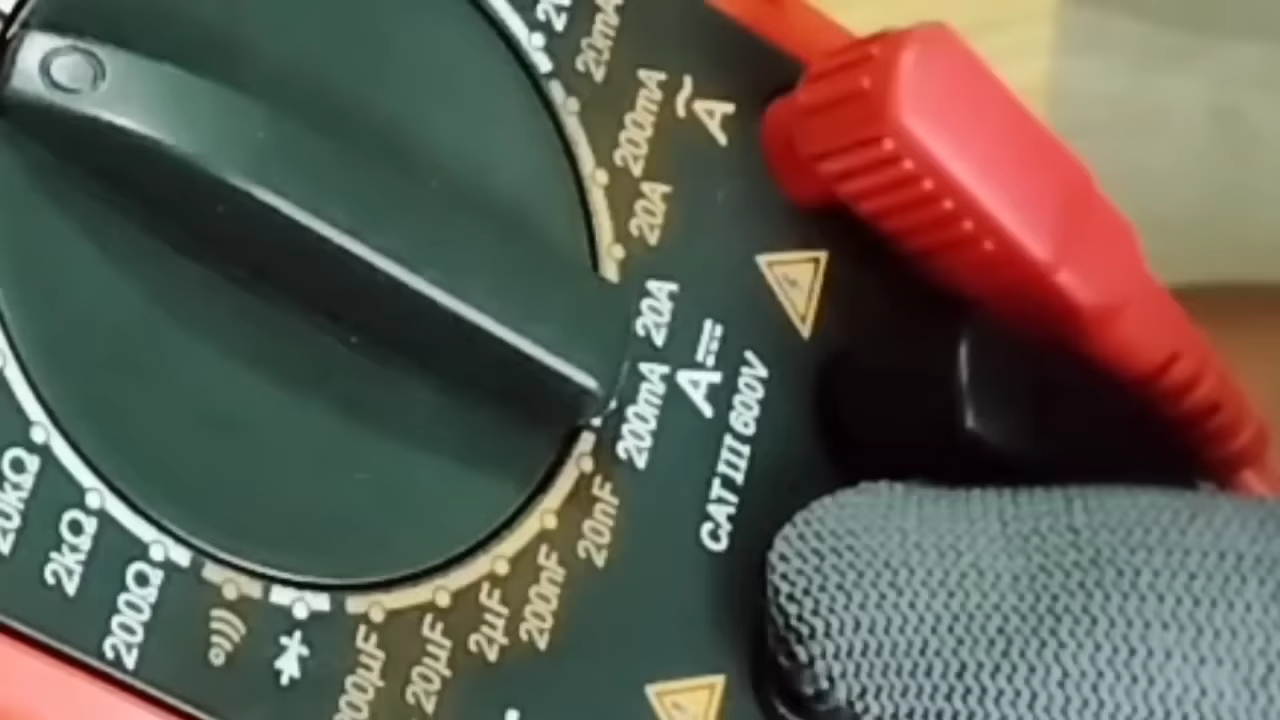 20mA
200mA
20A
A
20A
200mA
A
CAT III 600V
20nF
200nF
2μF
20μF
200Ω
2kΩ
20kΩ